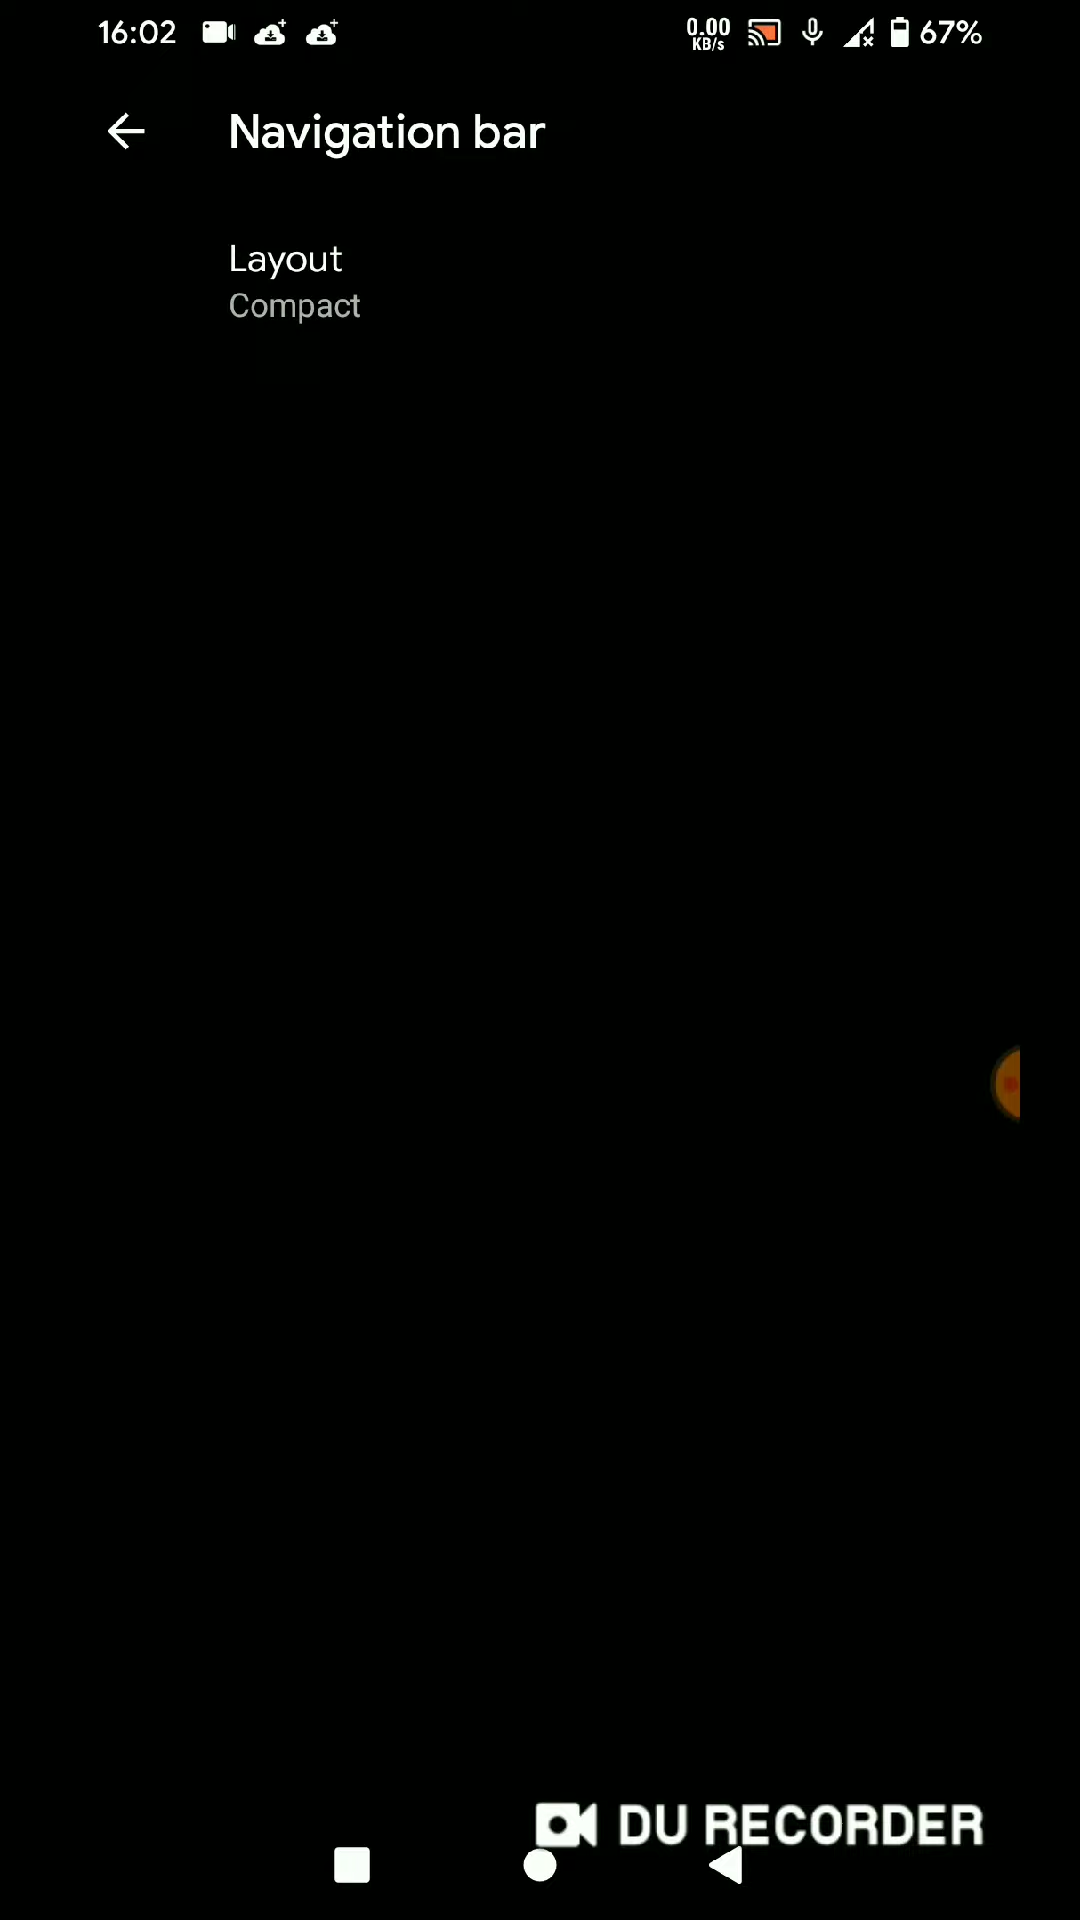 16:02 0.00 KB/s 67%
Navigation bar
Layout
Compact
DU RECORDER